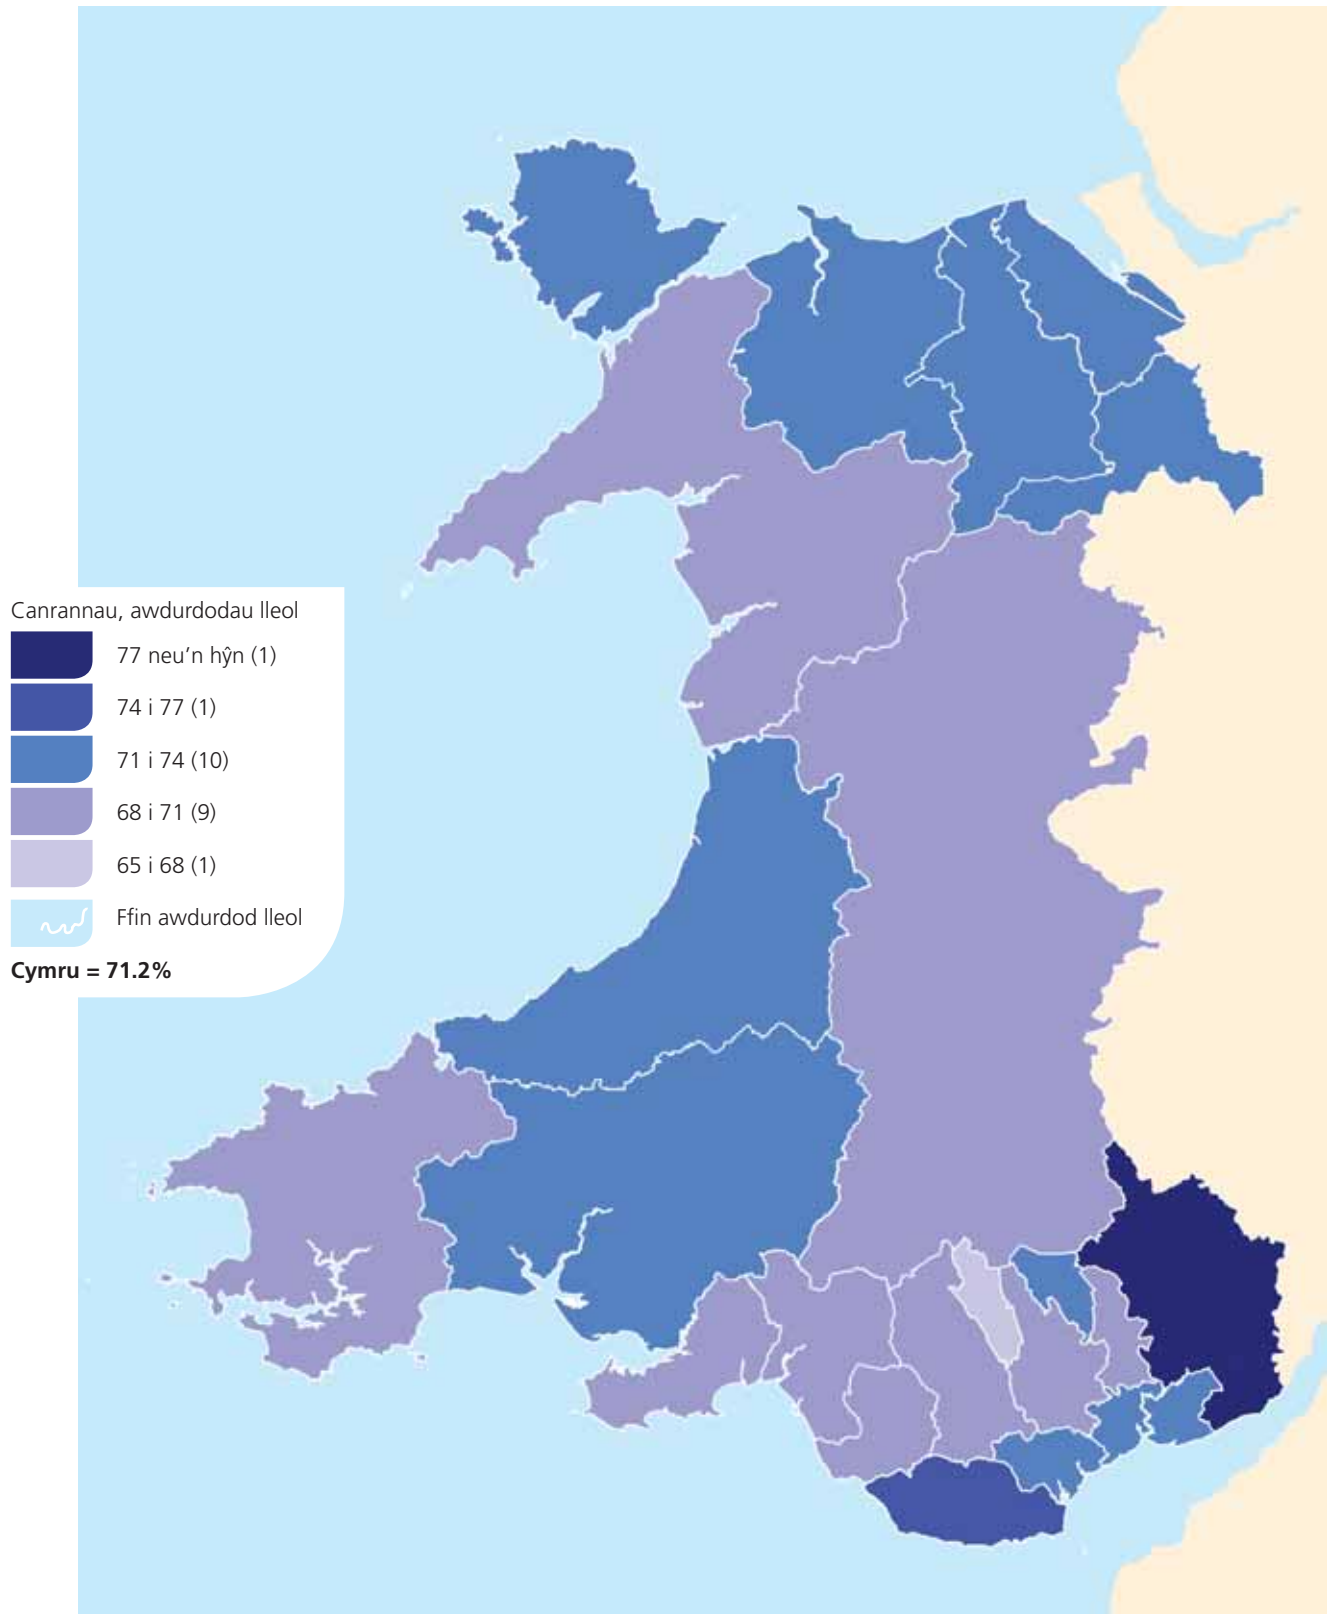 Canrannau, awdurdodau lleol
77 neu’n hŷn (1)
74 i 77 (1)
71 i 74 (10)
68 i 71 (9)
65 i 68 (1)
Ffin awdurdod lleol
Cymru = 71.2%